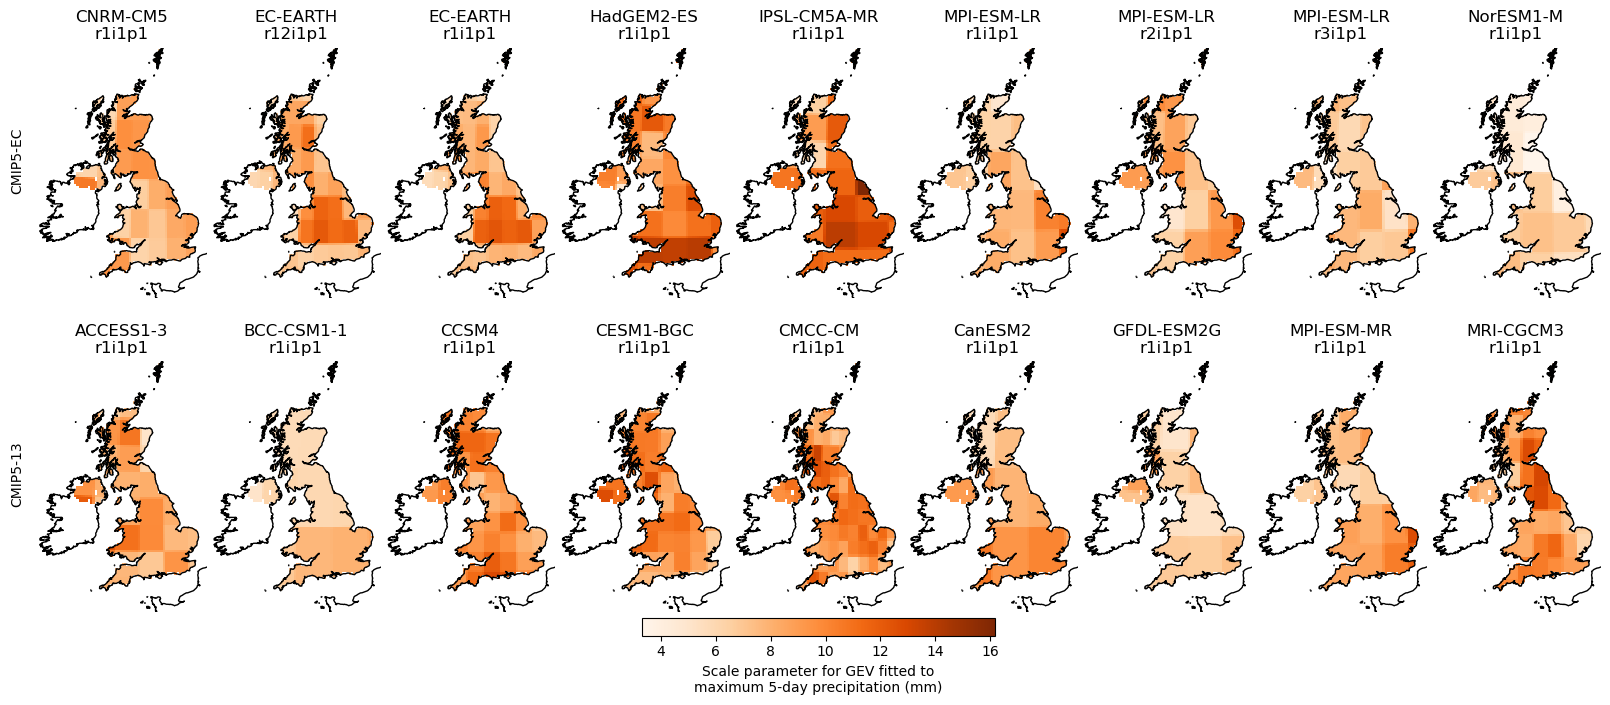 CNRM-CM5 EC-EARTH EC-EARTH HadGEM2-ES IPSL-CM5A-MR MPI-ESM-LR MPI-ESM-LR MPI-ESM-LR NorESM1-M
r1i1p1 r12i1p1 r1i1p1 r1i1p1 r1i1p1 r1i1p1 r2i1p1 r3i1p1 r1i1p1
CMIP5-EC
ACCESS1-3 BCC-CSM1-1 CCSM4 CESM1-BGC CMCC-CM CanESM2 GFDL-ESM2G MPI-ESM-MR MRI-CGCM3
r1i1p1 r1i1p1 r1i1p1 r1i1p1 r1i1p1 r1i1p1 r1i1p1 r1i1p1 r1i1p1
CMIP5-13
4 6 8 10 12 14 16
Scale parameter for GEV fitted to
maximum 5-day precipitation (mm)